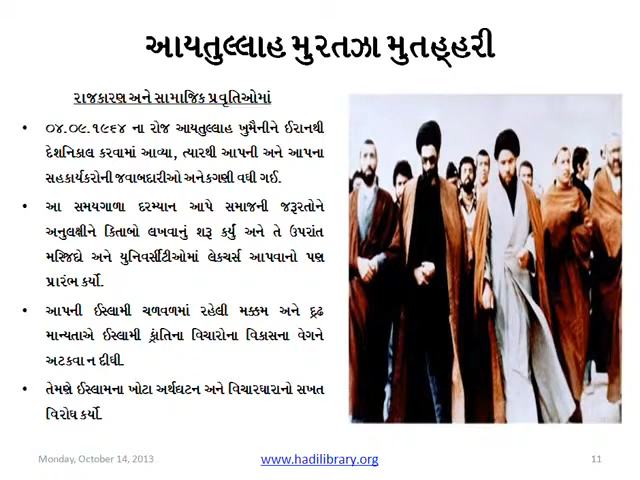 આયતુલ્લાહ મુરતઝા મુતહ્હરી
રાજકારણ અને સામાજિક પ્રવૃતિઓમાં
• ૦૪.૦૯.૧૯૬૪ ના રોજ આયતુલ્લાહ ખુમૈનીને ઈરાનથી
દેશનિકાલ કરવામાં આવ્યા, ત્યારથી આપની અને આપના
સહકાર્યકરોની જવાબદારીઓ અનેકગણી વધી ગઈ.
• આ સમયગાળા દરમ્યાન આપે સમાજની જરૂરતોને
અનુલક્ષીને કિતાબો લખવાનું શરૂ કર્યું અને તે ઉપરાંત
મસ્જિદો અને યુનિવર્સીટીઓમાં લેકચર્સ આપવાનો પણ
પ્રારંભ કર્યો.
• આપની ઈસ્લામી ચળવળમાં રહેલી મક્કમ અને દ્રઢ
માન્યતાએ ઈસ્લામી ક્રાંતિના વિચારોના વિકાસના વેગને
અટકવા ન દીધી.
• તેમણે ઈસ્લામના ખોટા અર્થઘટન અને વિચારધારાનો સખત
વિરોધ કર્યો.
Monday, October 14, 2013
www.hadilibrary.org
11